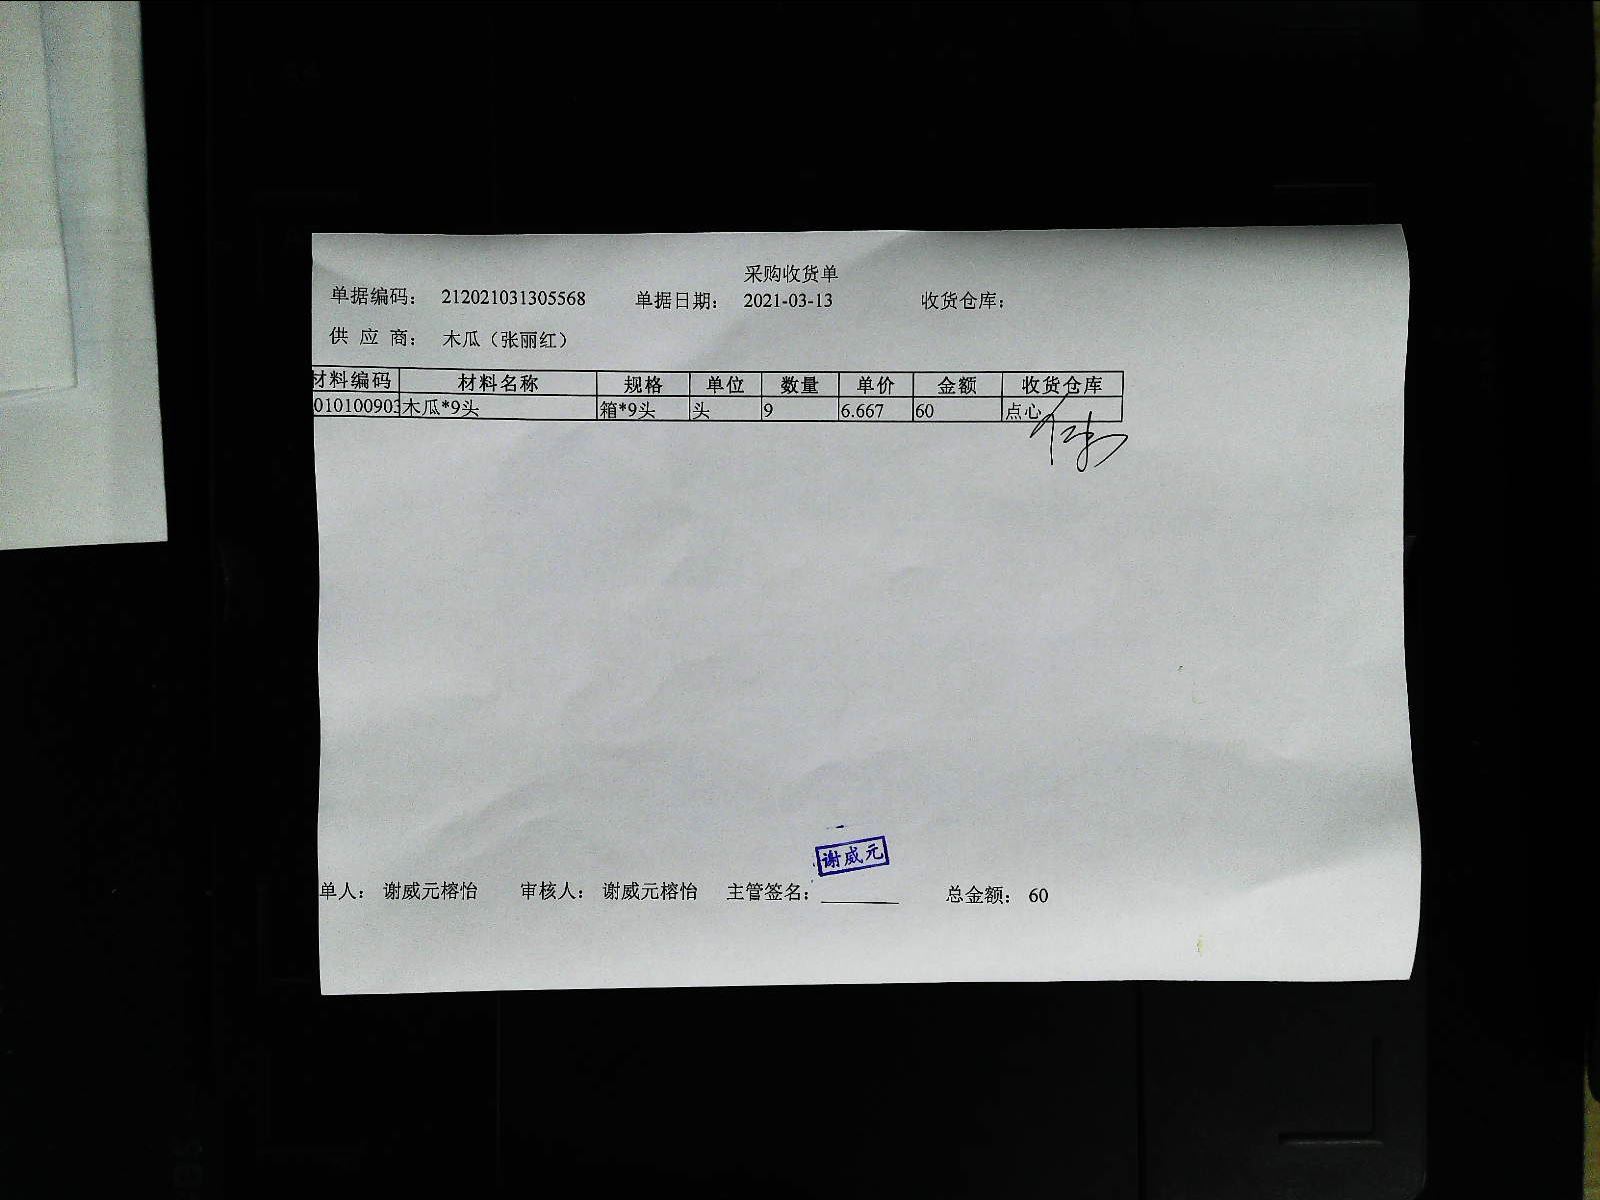 采购收货单
单据编码： 212021031305568 单据日期： 2021-03-13 收货仓库：
供 应 商： 木瓜（张丽红）
材料编码 材料名称 规格 单位 数量 单价 金额 收货仓库
010100903 木瓜*9头 箱*9头 头 9 6.667 60 点心
谢威元
单人： 谢威元榕怡 审核人： 谢威元榕怡 主管签名： 总金额： 60